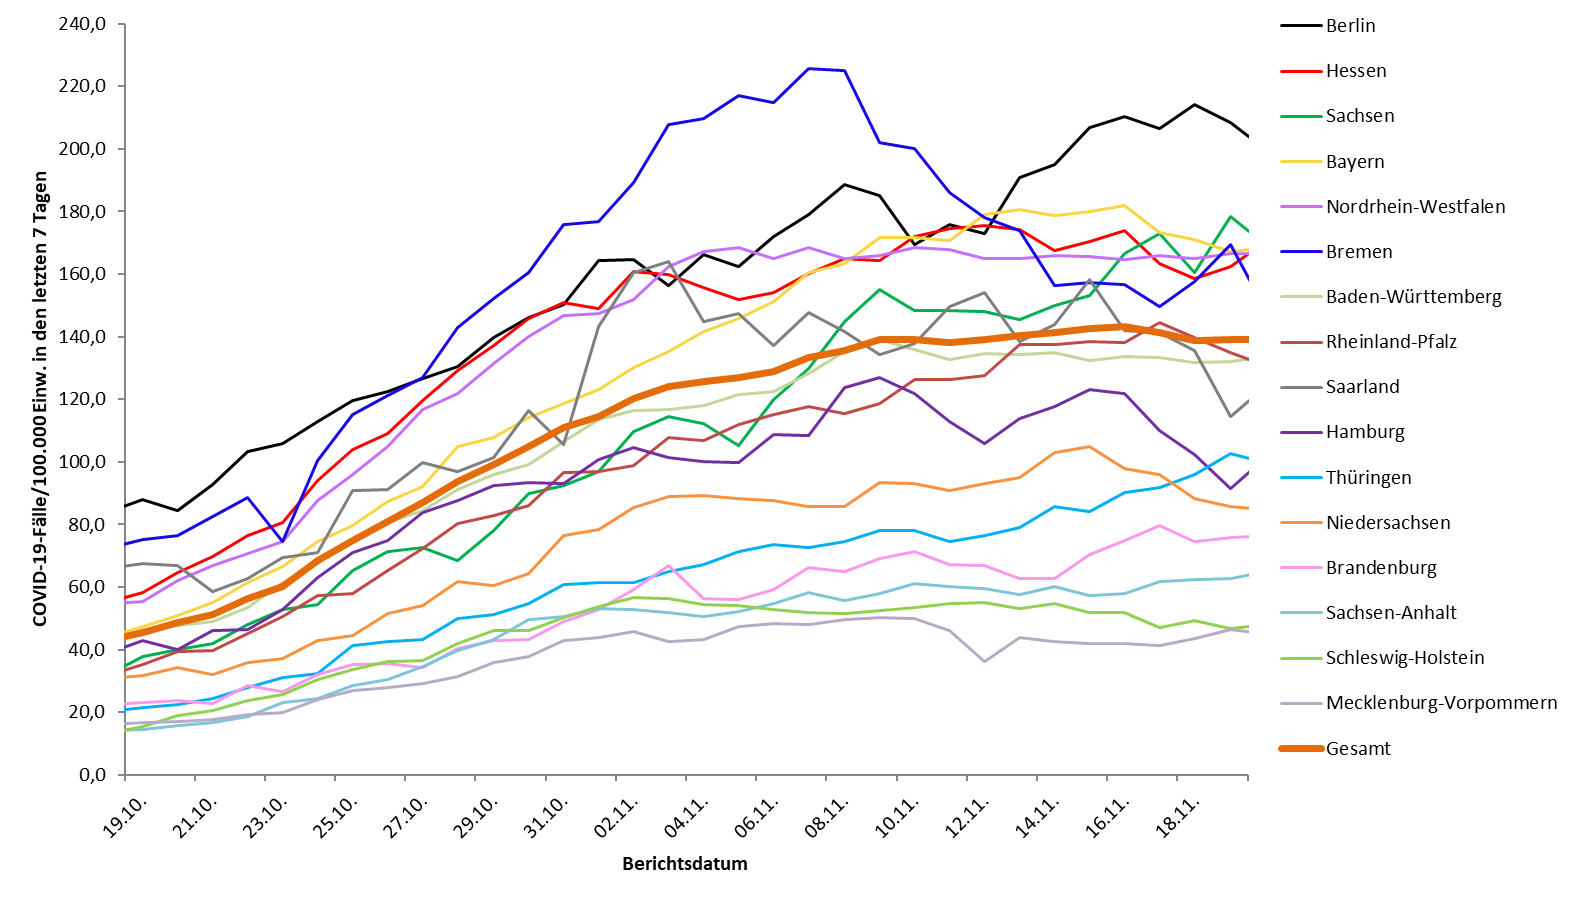 COVID-19-Fälle/100.000 Einw. in den letzten 7 Tagen
240,0
220,0
200,0
180,0
160,0
140,0
120,0
100,0
80,0
60,0
40,0
20,0
0,0
19.10.
21.10.
23.10.
25.10.
27.10.
29.10.
31.10.
02.11.
04.11.
06.11.
08.11.
10.11.
12.11.
14.11.
16.11.
18.11.
Berichtsdatum
Berlin
Hessen
Sachsen
Bayern
Nordrhein-Westfalen
Bremen
Baden-Württemberg
Rheinland-Pfalz
Saarland
Hamburg
Thüringen
Niedersachsen
Brandenburg
Sachsen-Anhalt
Schleswig-Holstein
Mecklenburg-Vorpommern
Gesamt